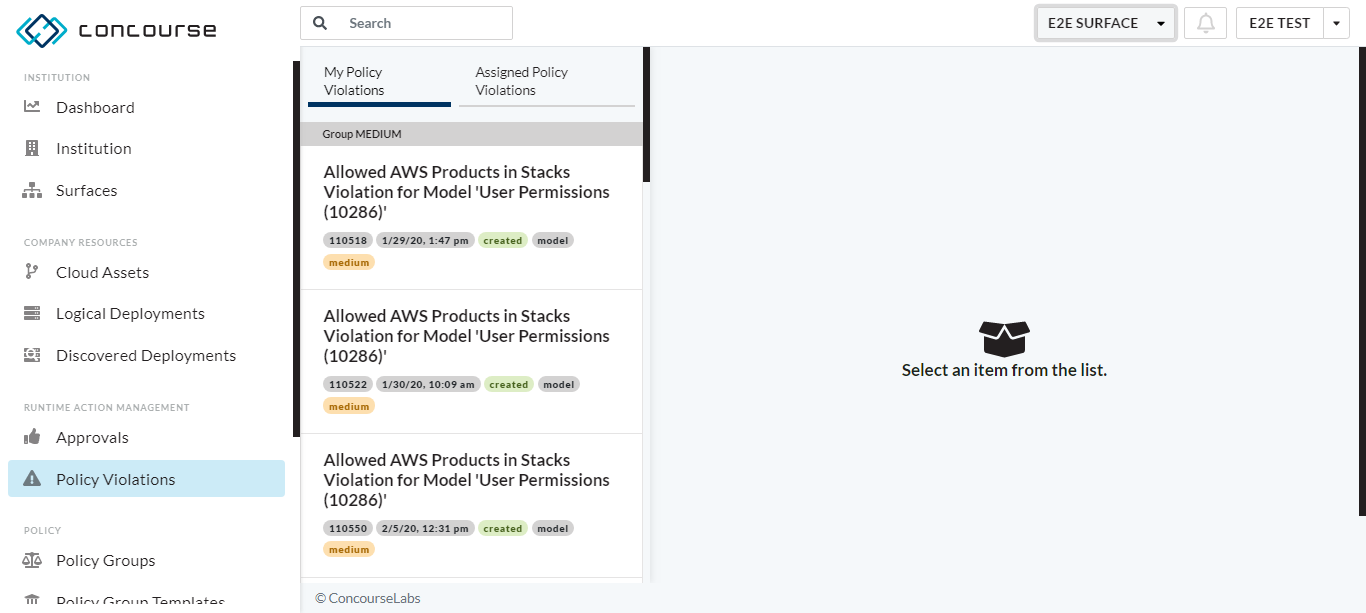 concourse
Search
E2E SURFACE
E2E TEST
INSTITUTION
Dashboard
Institution
Surfaces
COMPANY RESOURCES
Cloud Assets
Logical Deployments
Discovered Deployments
RUNTIME ACTION MANAGEMENT
Approvals
Policy Violations
POLICY
Policy Groups
Policy Group Templates
My Policy
Violations
Assigned Policy
Violations
Group MEDIUM
Allowed AWS Products in Stacks
Violation for Model 'User Permissions
(10286)'
110518 1/29/20, 1:47 pm created model
medium
Allowed AWS Products in Stacks
Violation for Model 'User Permissions
(10286)'
110522 1/30/20, 10:09 am created model
medium
Allowed AWS Products in Stacks
Violation for Model 'User Permissions
(10286)'
110550 2/5/20, 12:31 pm created model
medium
Select an item from the list.
© ConcourseLabs